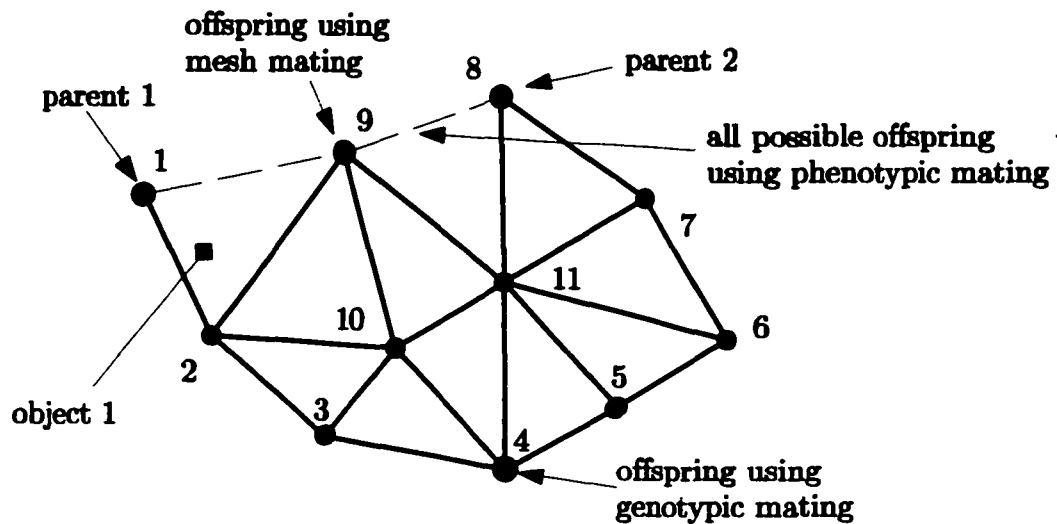 offspring using
mesh mating
8
parent 2
parent 1
9
1
all possible offspring
using phenotypic mating
7
11
10
6
2
5
object 1
3
4
offspring using
genotypic mating